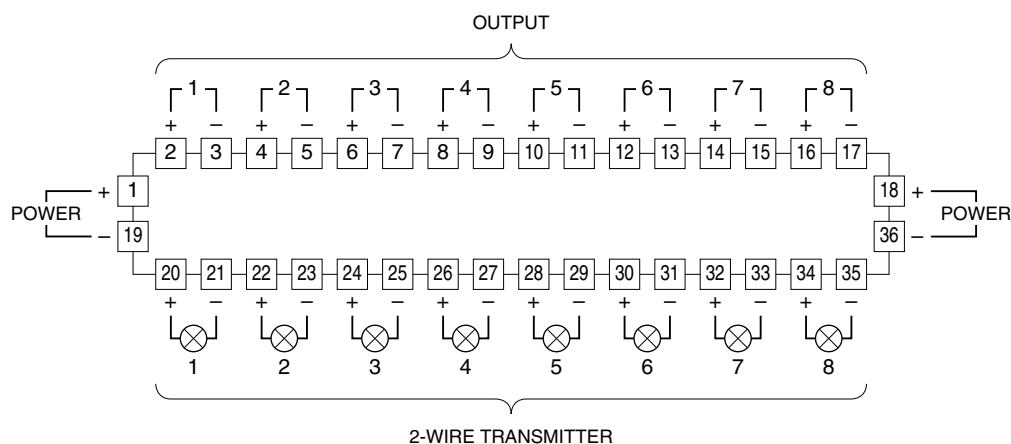 OUTPUT
1 2 3 4 5 6 7 8
+ − + − + − + − + − + − + − + −
2 3 4 5 6 7 8 9 10 11 12 13 14 15 16 17
+ 1 18 +
POWER POWER
− 19 36 −
20 21 22 23 24 25 26 27 28 29 30 31 32 33 34 35
+ − + − + − + − + − + − + − + −
1 2 3 4 5 6 7 8
2-WIRE TRANSMITTER